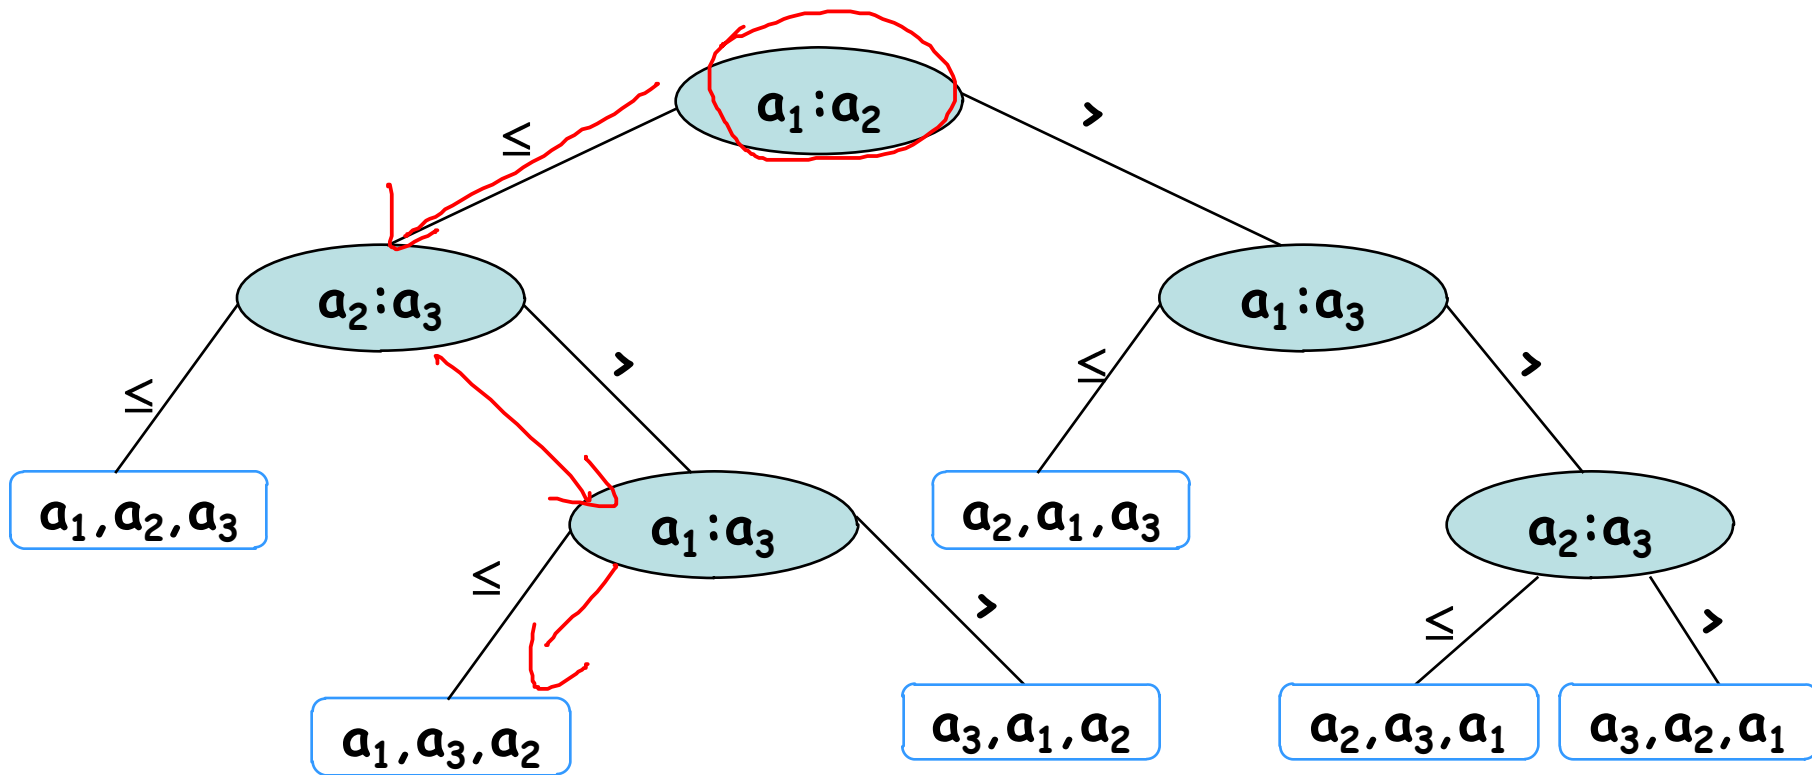 a₁:a₂
≤ >
a₂:a₃ a₁:a₃
≤ > ≤ >
a₁,a₂,a₃ a₁:a₃ a₂,a₁,a₃ a₂:a₃
≤ > ≤ >
a₁,a₃,a₂ a₃,a₁,a₂ a₂,a₃,a₁ a₃,a₂,a₁